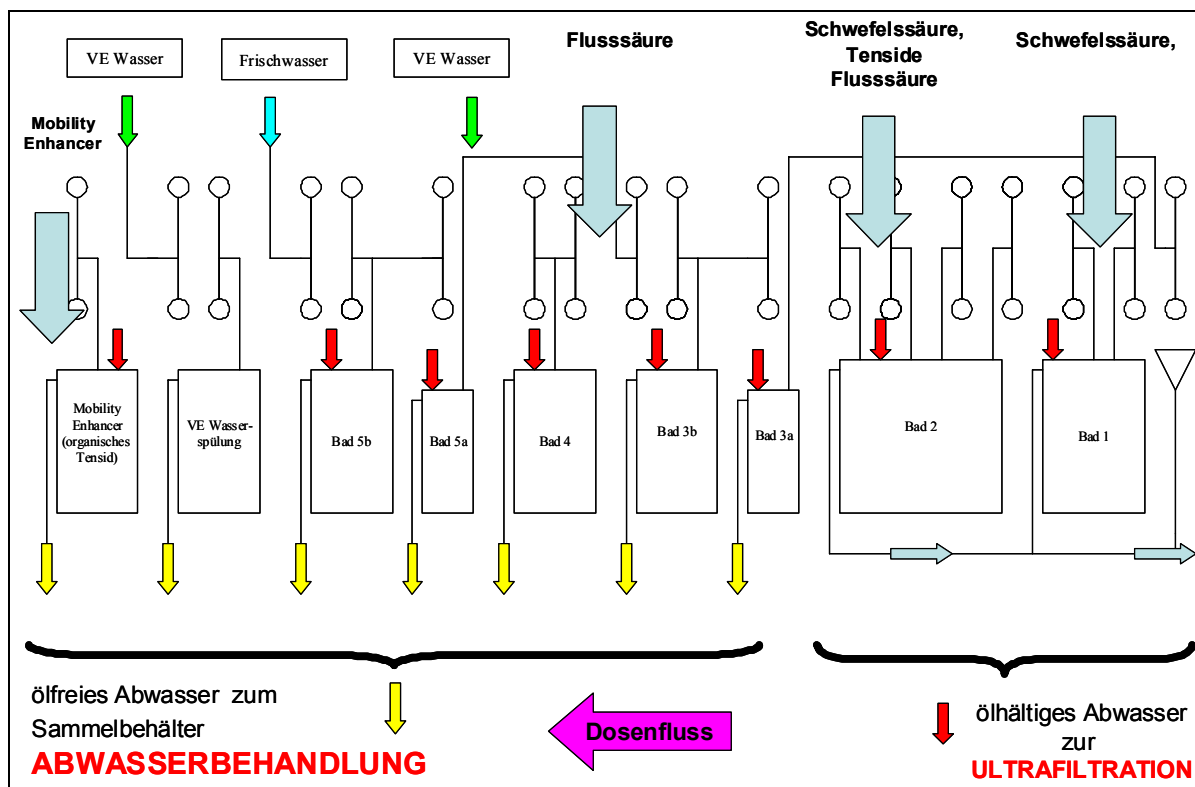 VE Wasser
Frischwasser
VE Wasser
Flusssäure
Schwefelssäure,
Tenside
Flusssäure
Schwefelssäure,
Mobility
Enhancer
Mobility
Enhancer
(organisches
Tensid)
VE Wasser-
spülung
Bad 5b
Bad 5a
Bad 4
Bad 3b
Bad 3a
Bad 2
Bad 1
ölfreies Abwasser zum
Sammelbehälter
ABWASSERBEHANDLUNG
Dosenfluss
ölhältiges Abwasser
zur
ULTRAFILTRATION